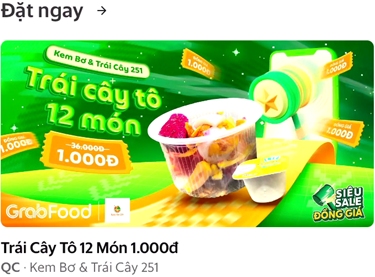 Đặt ngay →
Kem Bơ & Trái Cây 251
Trái cây tô
12 món
36.000Đ
1.000Đ
1.000Đ
1.000Đ
GrabFood
SIÊU
SALE
ĐỒNG GIÁ
Trái Cây Tô 12 Món 1.000đ
QC · Kem Bơ & Trái Cây 251